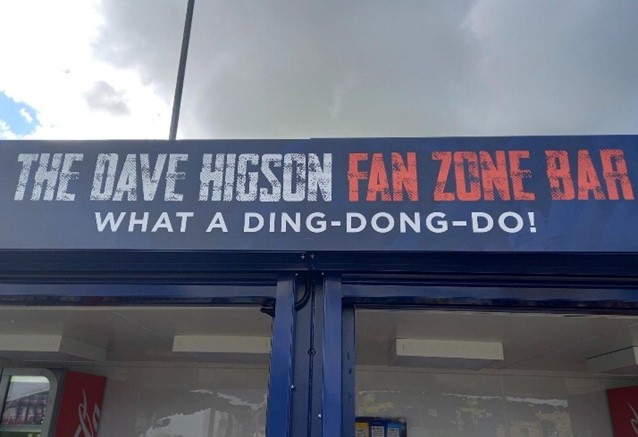 THE DAVE HIGSON FAN ZONE BAR
WHAT A DING-DONG-DO!